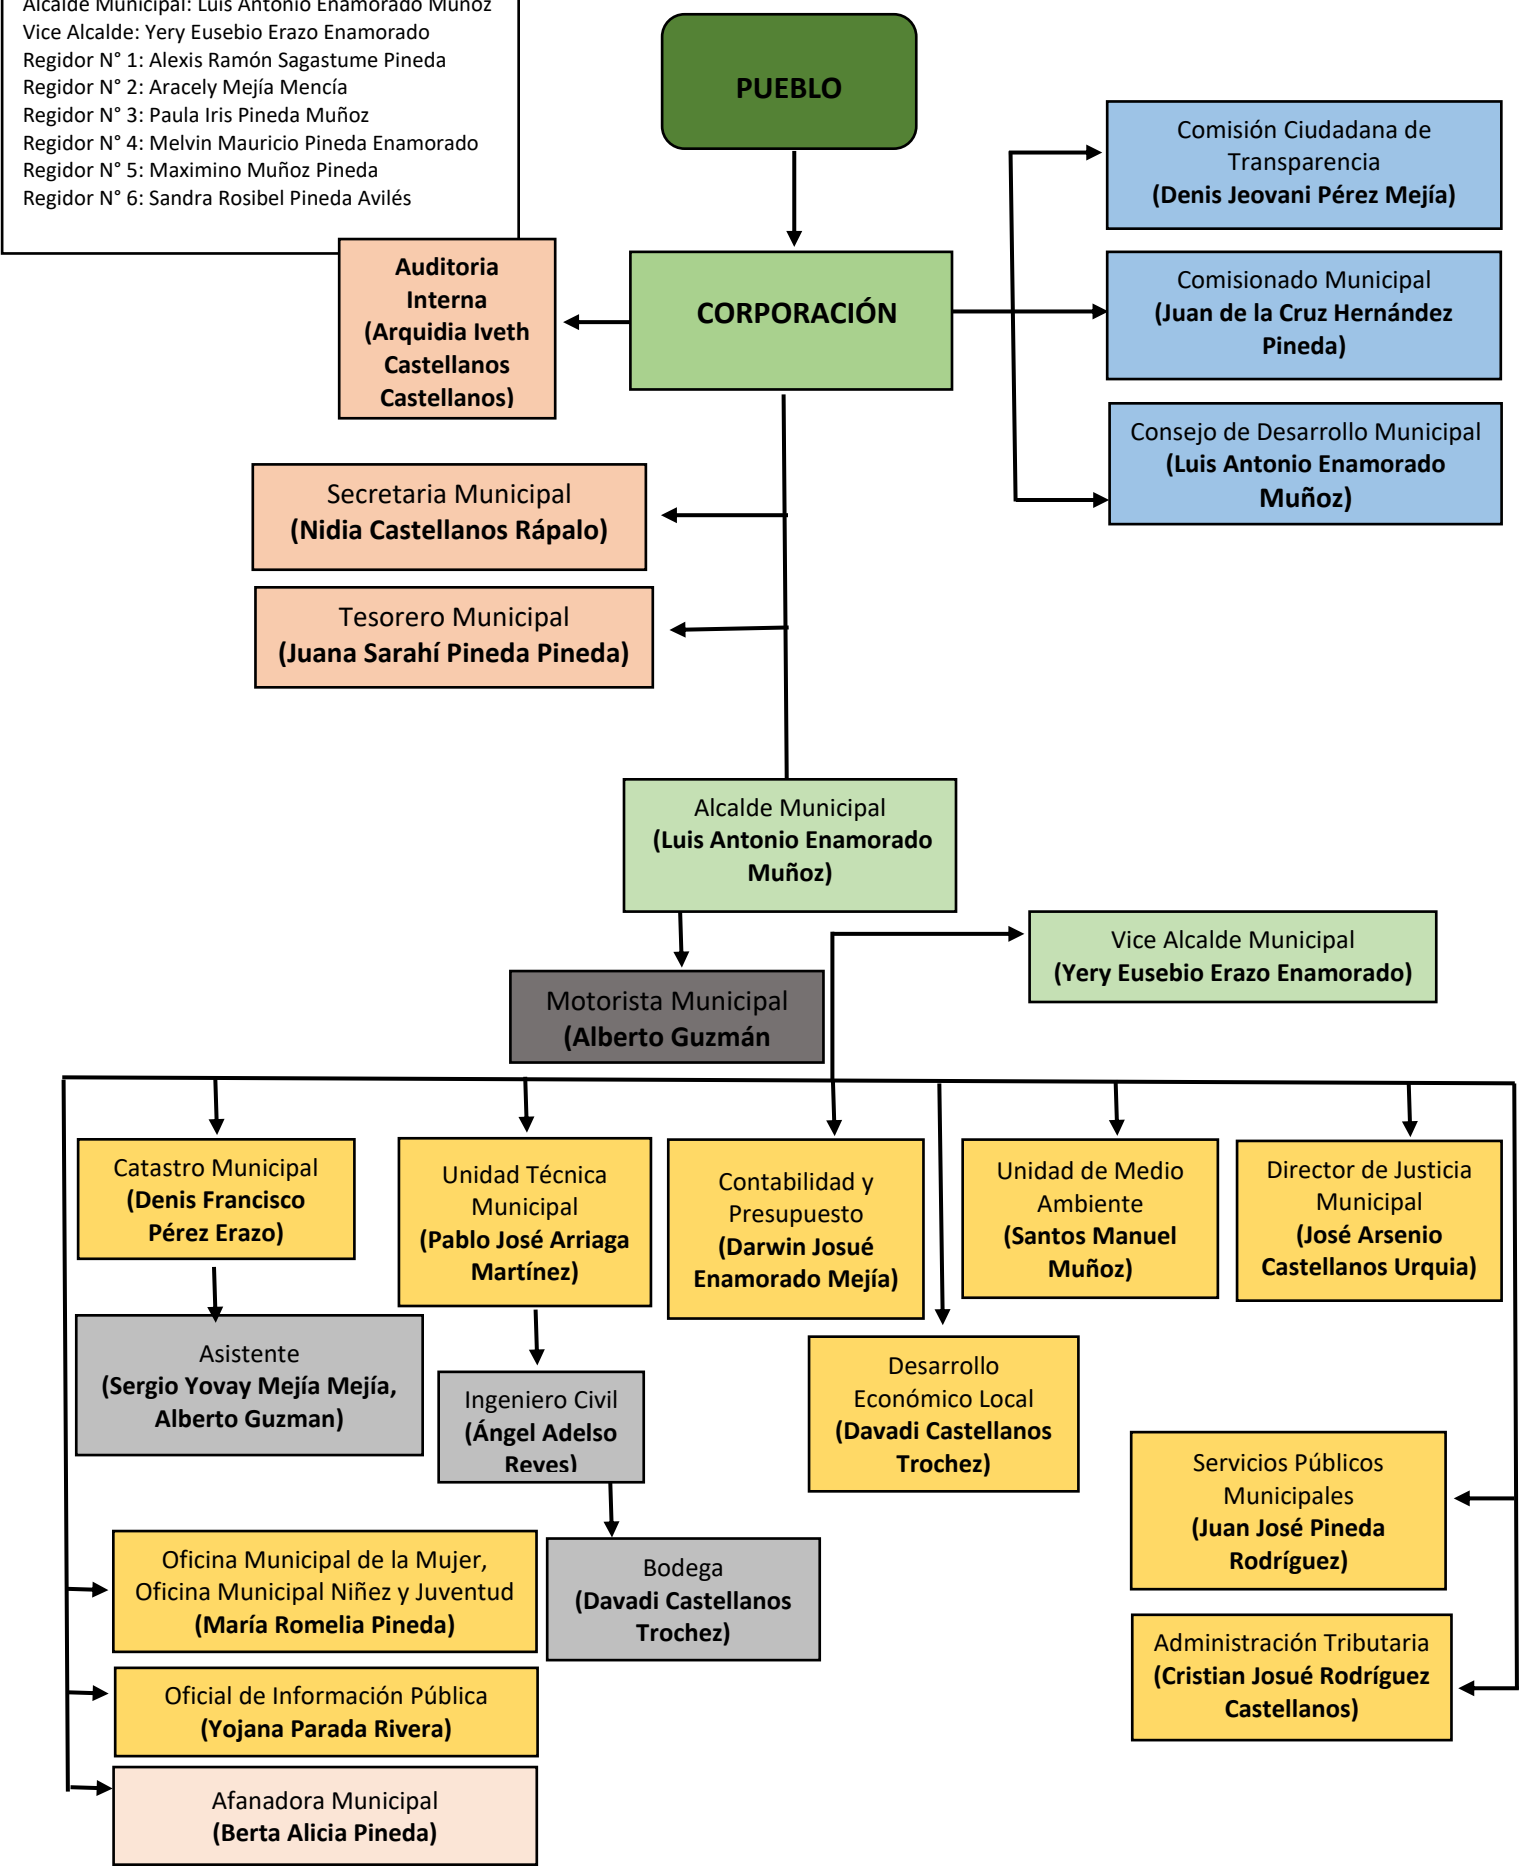 Alcalde Municipal: Luis Antonio Enamorado Muñoz
Vice Alcalde: Yery Eusebio Erazo Enamorado
Regidor N° 1: Alexis Ramón Sagastume Pineda
Regidor N° 2: Aracely Mejía Mencía
Regidor N° 3: Paula Iris Pineda Muñoz
Regidor N° 4: Melvin Mauricio Pineda Enamorado
Regidor N° 5: Maximino Muñoz Pineda
Regidor N° 6: Sandra Rosibel Pineda Avilés
PUEBLO
Comisión Ciudadana de
Transparencia
(Denis Jeovani Pérez Mejía)
Auditoria
Interna
(Arquidia Iveth
Castellanos
Castellanos)
CORPORACIÓN
Comisionado Municipal
(Juan de la Cruz Hernández
Pineda)
Consejo de Desarrollo Municipal
(Luis Antonio Enamorado
Muñoz)
Secretaria Municipal
(Nidia Castellanos Rápalo)
Tesorero Municipal
(Juana Sarahí Pineda Pineda)
Alcalde Municipal
(Luis Antonio Enamorado
Muñoz)
Vice Alcalde Municipal
(Yery Eusebio Erazo Enamorado)
Motorista Municipal
(Alberto Guzmán
Catastro Municipal
(Denis Francisco
Pérez Erazo)
Unidad Técnica
Municipal
(Pablo José Arriaga
Martínez)
Contabilidad y
Presupuesto
(Darwin Josué
Enamorado Mejía)
Unidad de Medio
Ambiente
(Santos Manuel
Muñoz)
Director de Justicia
Municipal
(José Arsenio
Castellanos Urquia)
Asistente
(Sergio Yovay Mejía Mejía,
Alberto Guzman)
Ingeniero Civil
(Ángel Adelso
Reyes)
Desarrollo
Económico Local
(Davadi Castellanos
Trochez)
Servicios Públicos
Municipales
(Juan José Pineda
Rodríguez)
Oficina Municipal de la Mujer,
Oficina Municipal Niñez y Juventud
(María Romelia Pineda)
Bodega
(Davadi Castellanos
Trochez)
Administración Tributaria
(Cristian Josué Rodríguez
Castellanos)
Oficial de Información Pública
(Yojana Parada Rivera)
Afanadora Municipal
(Berta Alicia Pineda)